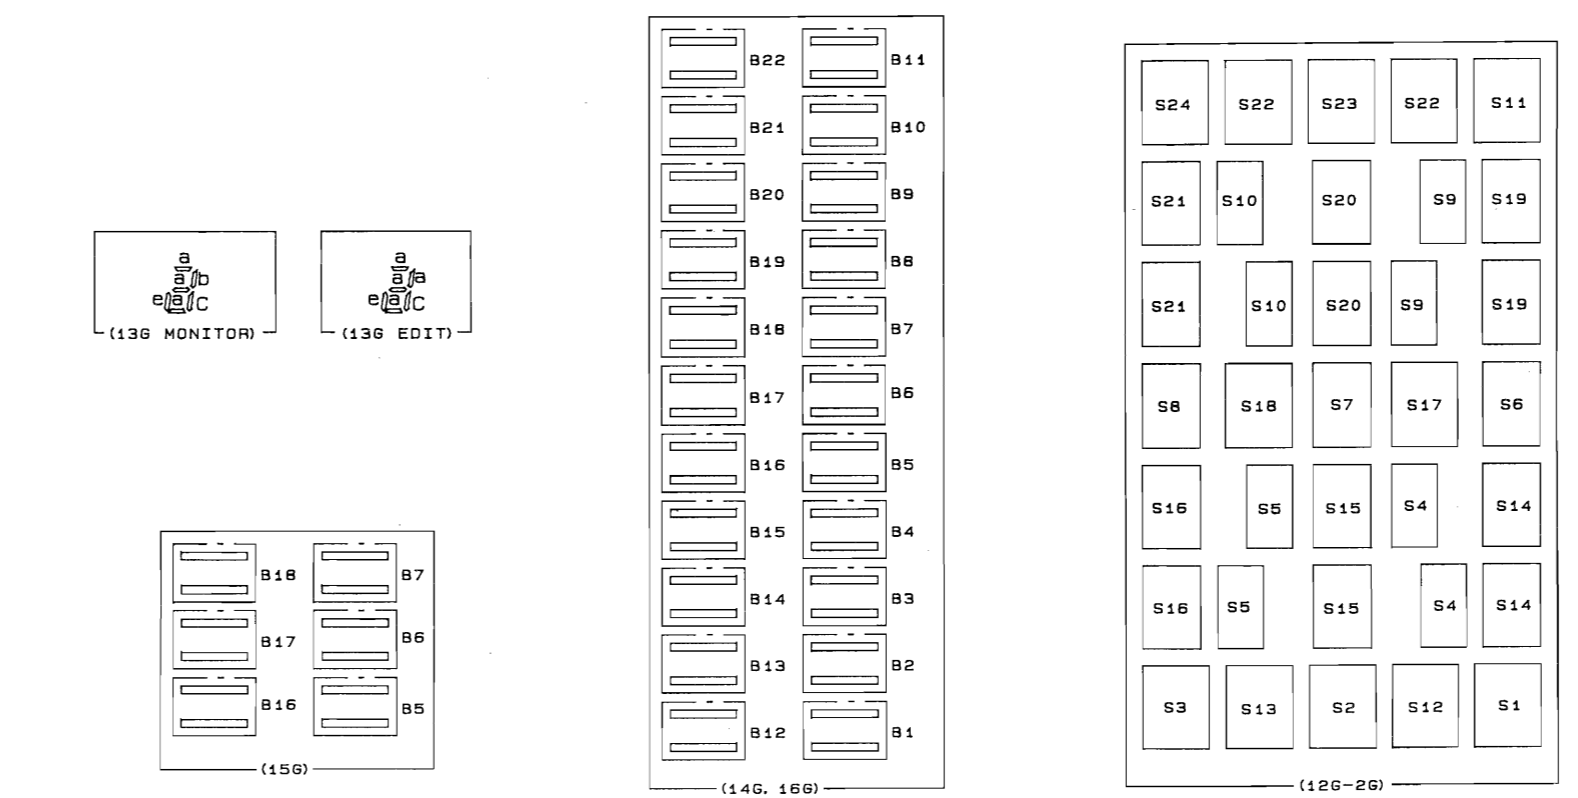 a
a b
e a C
(13G MONITOR)
a
a a
e a C
(13G EDIT)
B18 B7
B17 B6
B16 B5
(15G)
B22 B11
B21 B10
B20 B9
B19 B8
B18 B7
B17 B6
B16 B5
B15 B4
B14 B3
B13 B2
B12 B1
(14G, 16G)
S24 S22 S23 S22 S11
S21 S10 S20 S9 S19
S21 S10 S20 S9 S19
S8 S18 S7 S17 S6
S16 S5 S15 S4 S14
S16 S5 S15 S4 S14
S3 S13 S2 S12 S1
(12G-2G)